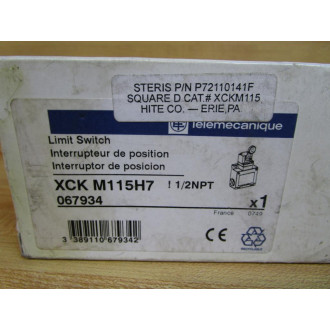 STERIS P/N P72110141F
SQUARE D CAT.# XCKM115
HITE CO. — ERIE,PA
Telemecanique
Limit Switch
Interrupteur de position
Interruptor de posicion
XCK M115H7 ! 1/2NPT
067934 x1
France 0749
3 389110 679342
CE